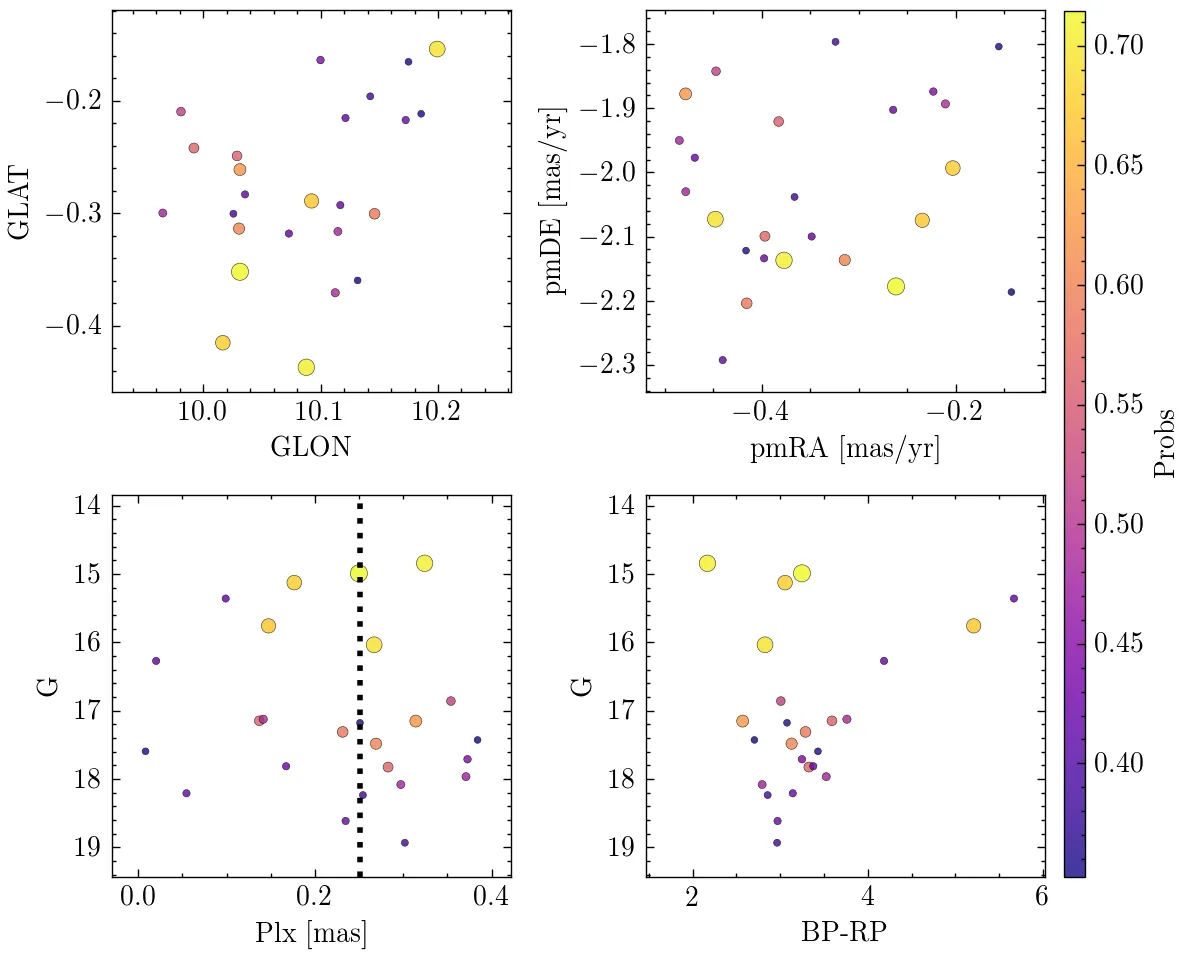 −0.2
−0.3
−0.4
GLAT
10.0 10.1 10.2
GLON
−1.8
−1.9
−2.0
−2.1
−2.2
−2.3
pmDE [mas/yr]
−0.4 −0.2
pmRA [mas/yr]
14
15
16
17
18
19
G
0.0 0.2 0.4
Plx [mas]
14
15
16
17
18
19
G
2 4 6
BP-RP
0.70
0.65
0.60
0.55
0.50
0.45
0.40
Probs